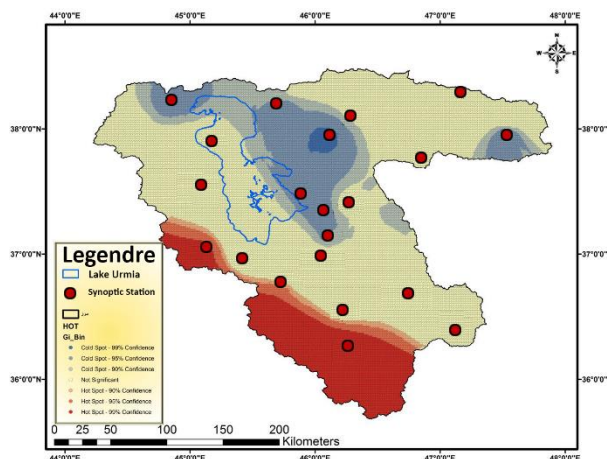 44°0'0"E 45°0'0"E 46°0'0"E 47°0'0"E 48°0'0"E
N
W E
S
38°0'0"N 38°0'0"N
37°0'0"N 37°0'0"N
36°0'0"N 36°0'0"N
Legendre
Lake Urmia
Synoptic Station
مرز
HOT
Gi_Bin
Cold Spot - 99% Confidence
Cold Spot - 95% Confidence
Cold Spot - 90% Confidence
Not Significant
Hot Spot - 90% Confidence
Hot Spot - 95% Confidence
Hot Spot - 99% Confidence
0 25 50 100 150 200
Kilometers
44°0'0"E 45°0'0"E 46°0'0"E 47°0'0"E 48°0'0"E